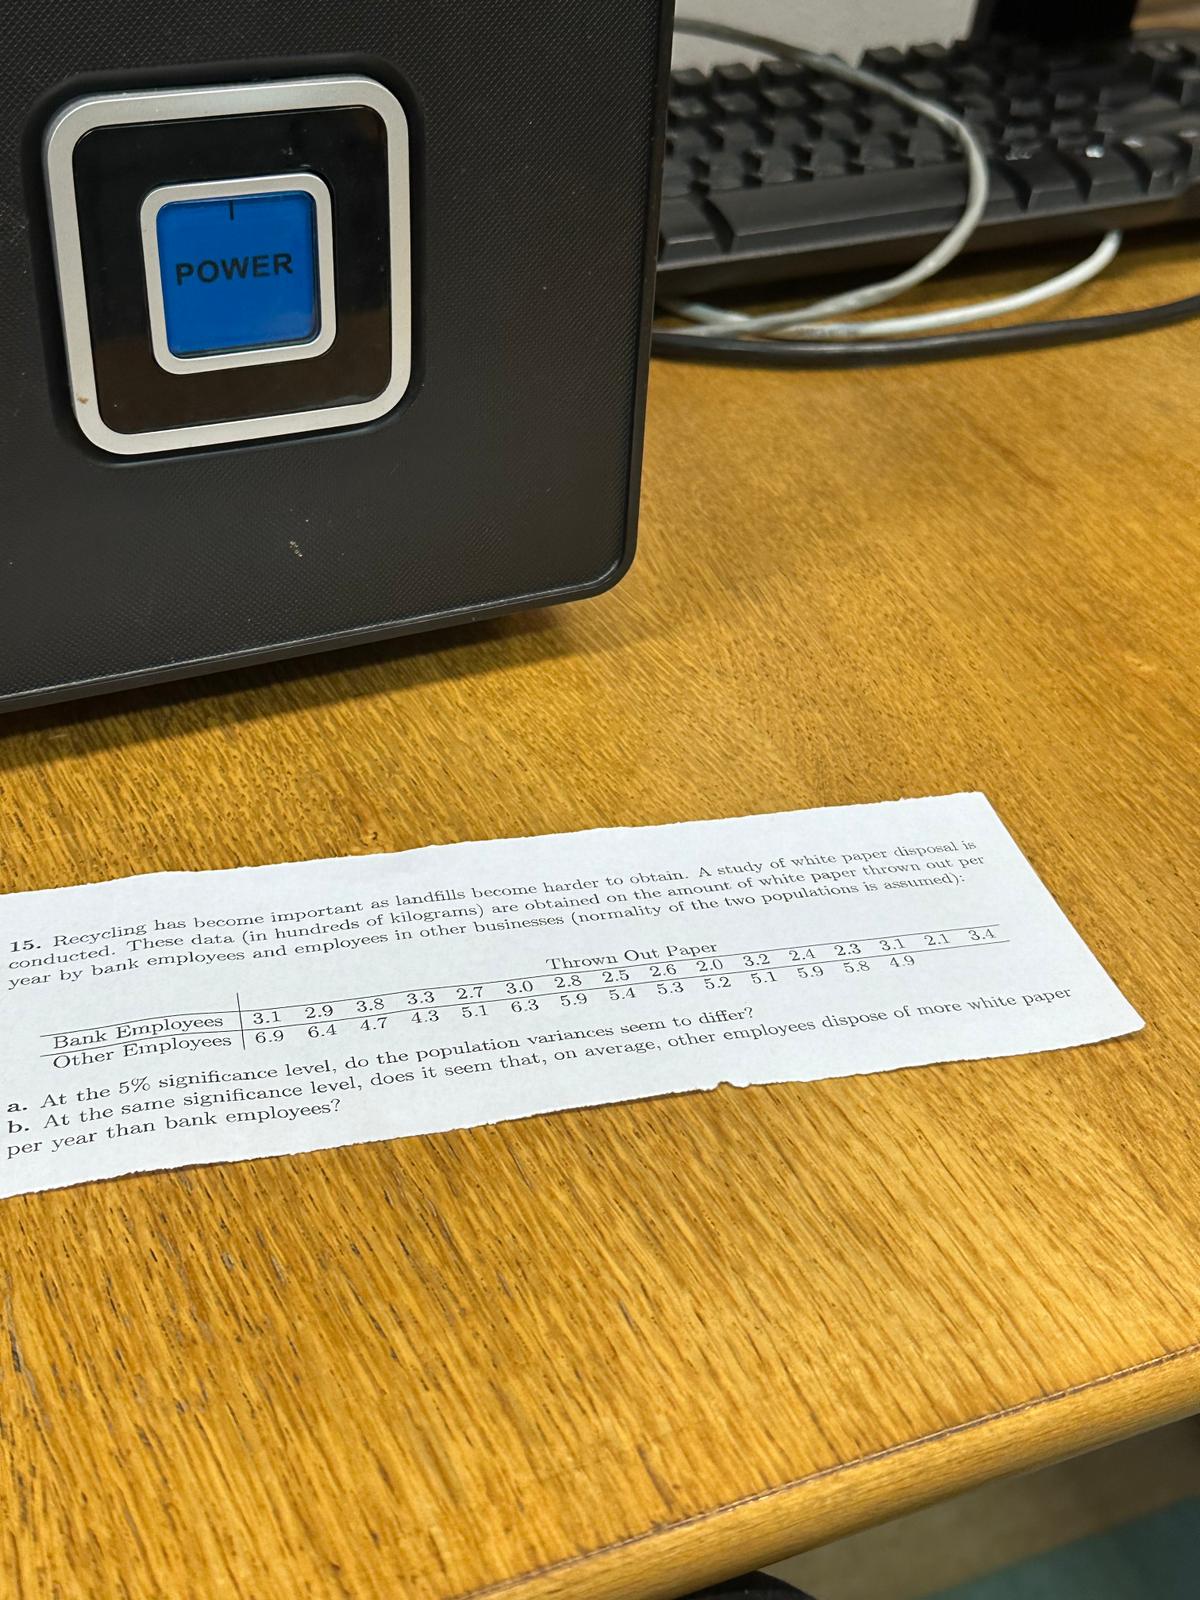 POWER
15. Recycling has become important as landfills become harder to obtain. A study of white paper disposal is
conducted. These data (in hundreds of kilograms) are obtained on the amount of white paper thrown out per
year by bank employees and employees in other businesses (normality of the two populations is assumed):
Thrown Out Paper
Bank Employees 3.1 2.9 3.8 3.3 2.7 3.0 2.8 2.5 2.6 2.0 3.2 2.4 2.3 3.1 2.1 3.4
Other Employees 6.9 6.4 4.7 4.3 5.1 6.3 5.9 5.4 5.3 5.2 5.1 5.9 5.8 4.9
a. At the 5% significance level, do the population variances seem to differ?
b. At the same significance level, does it seem that, on average, other employees dispose of more white paper
per year than bank employees?